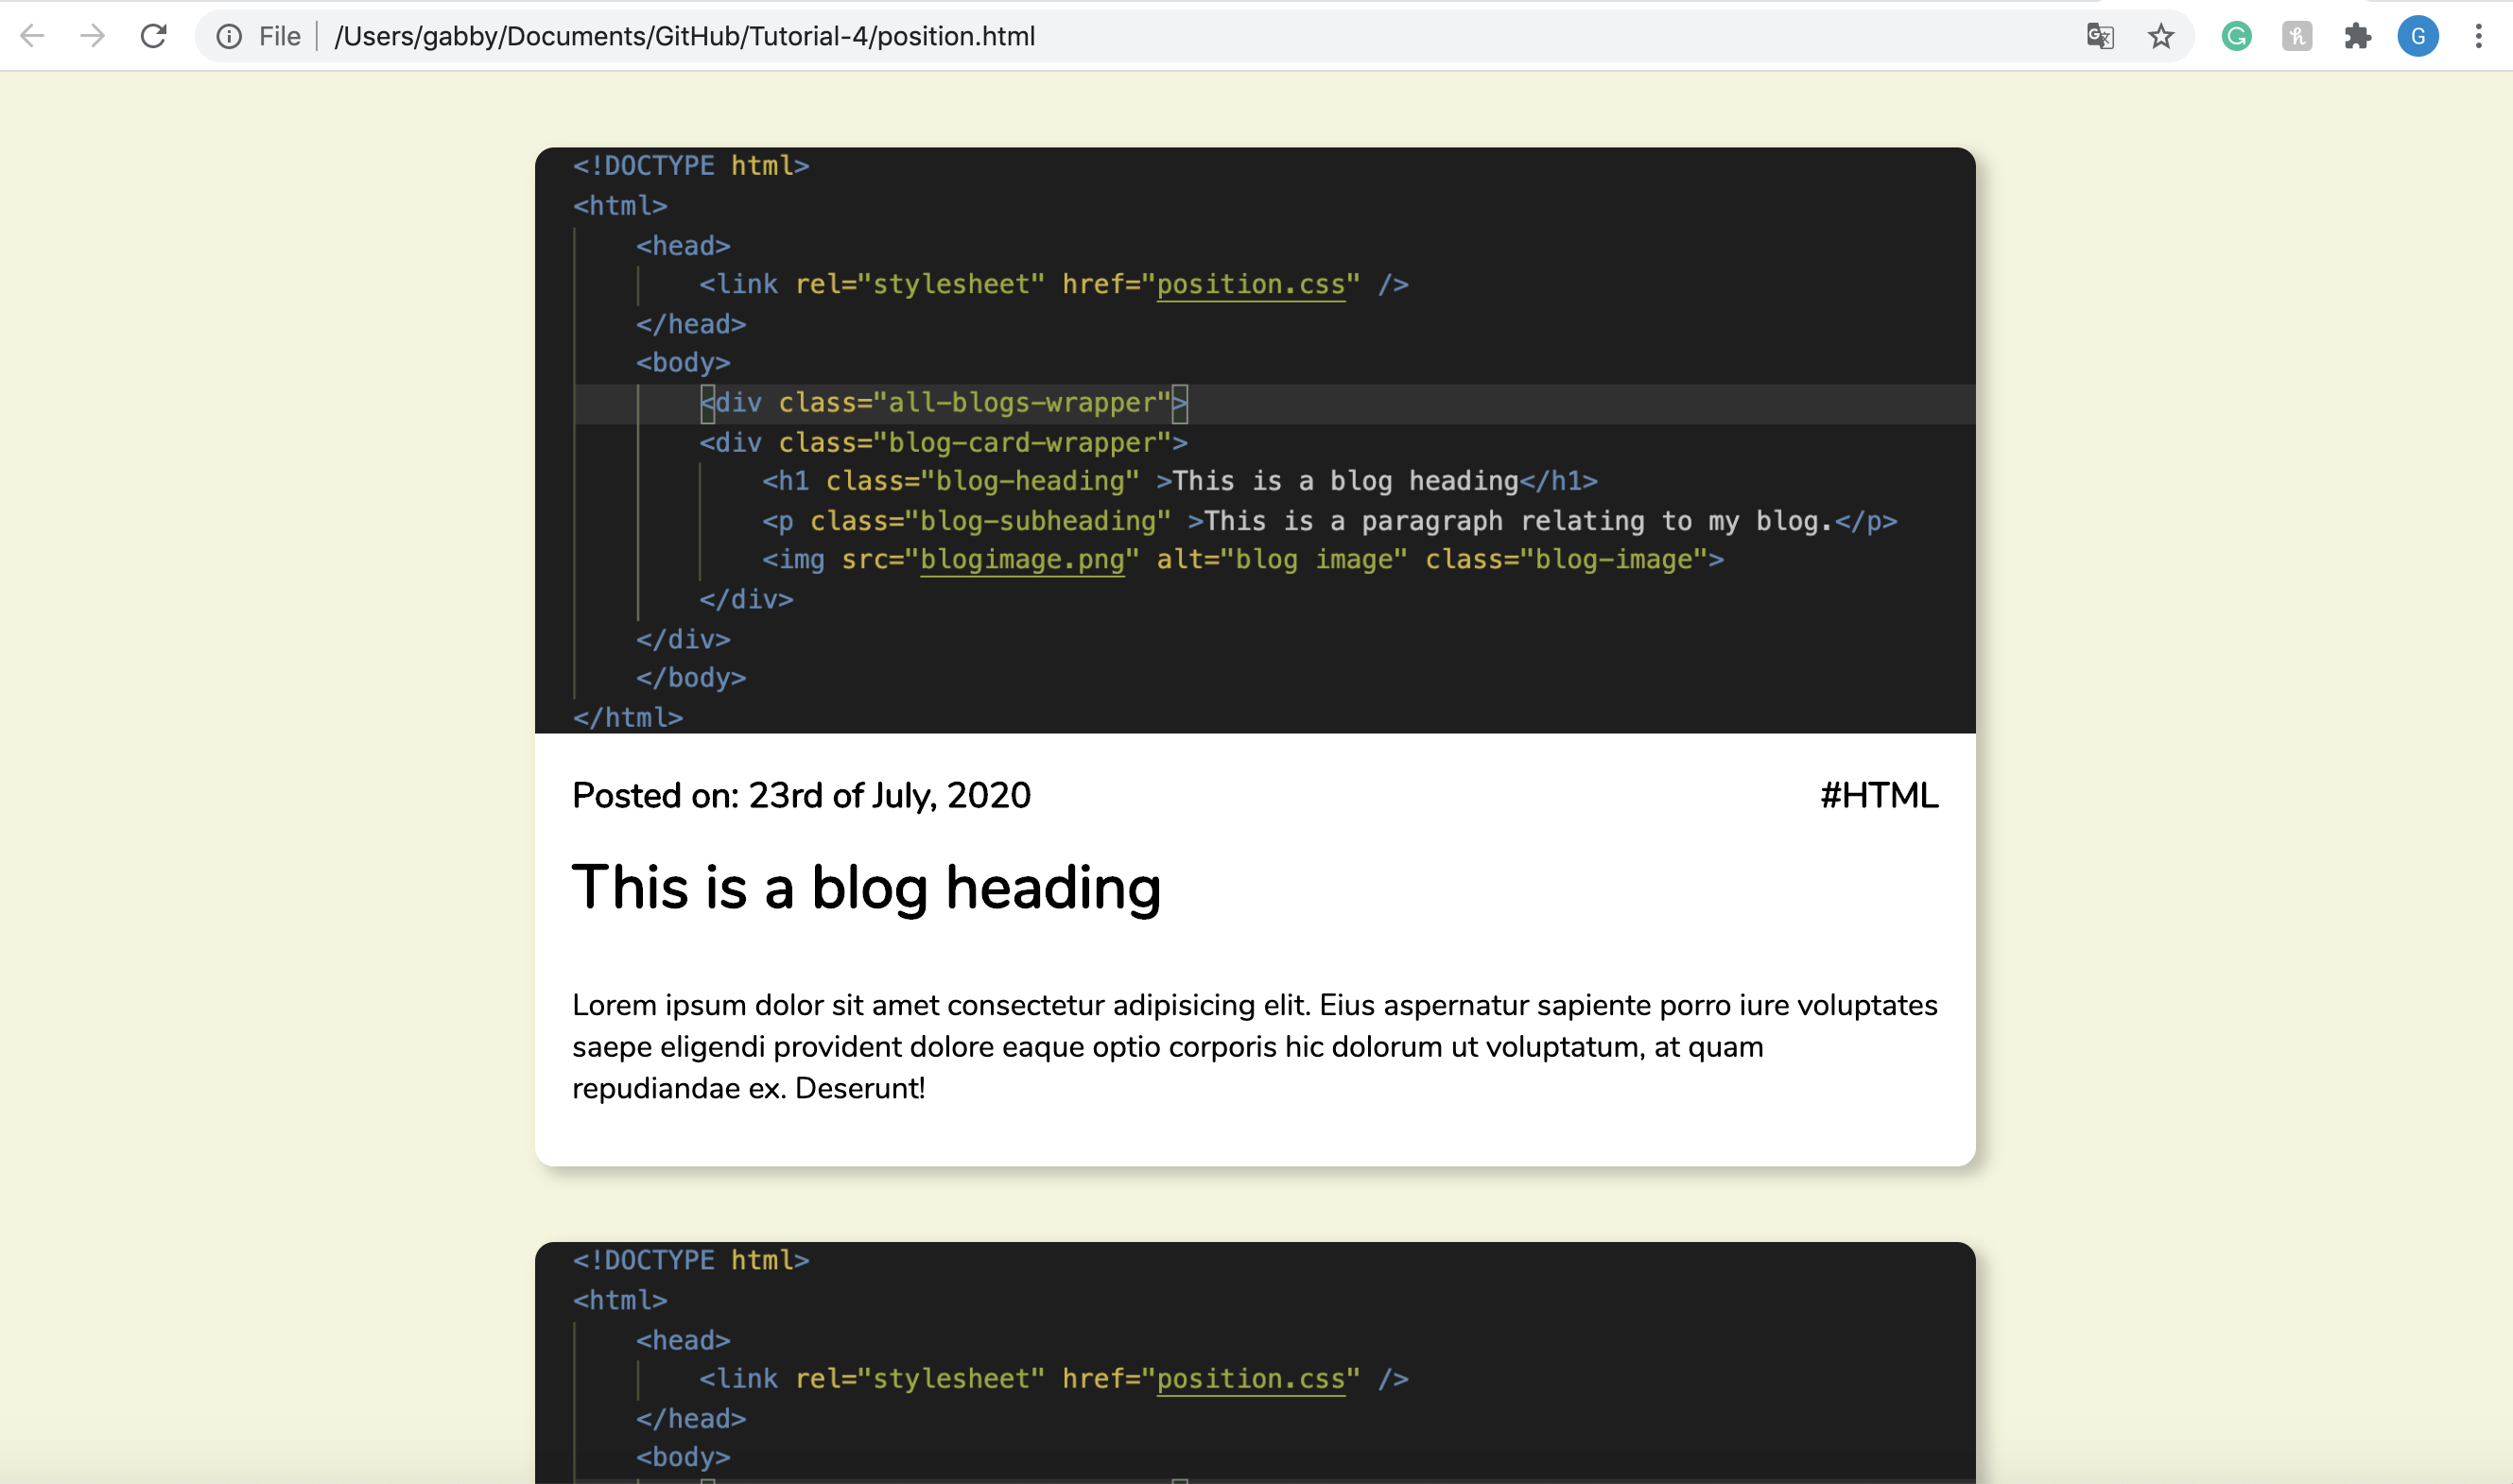 File /Users/gabby/Documents/GitHub/Tutorial-4/position.html
G
<!DOCTYPE html>
<html>
<head>
<link rel="stylesheet" href="position.css" />
</head>
<body>
<div class="all-blogs-wrapper">
<div class="blog-card-wrapper">
<h1 class="blog-heading" >This is a blog heading</h1>
<p class="blog-subheading" >This is a paragraph relating to my blog.</p>
<img src="blogimage.png" alt="blog image" class="blog-image">
</div>
</div>
</body>
</html>
Posted on: 23rd of July, 2020 #HTML
This is a blog heading
Lorem ipsum dolor sit amet consectetur adipisicing elit. Eius aspernatur sapiente porro iure voluptates
saepe eligendi provident dolore eaque optio corporis hic dolorum ut voluptatum, at quam
repudiandae ex. Deserunt!
<!DOCTYPE html>
<html>
<head>
<link rel="stylesheet" href="position.css" />
</head>
<body>